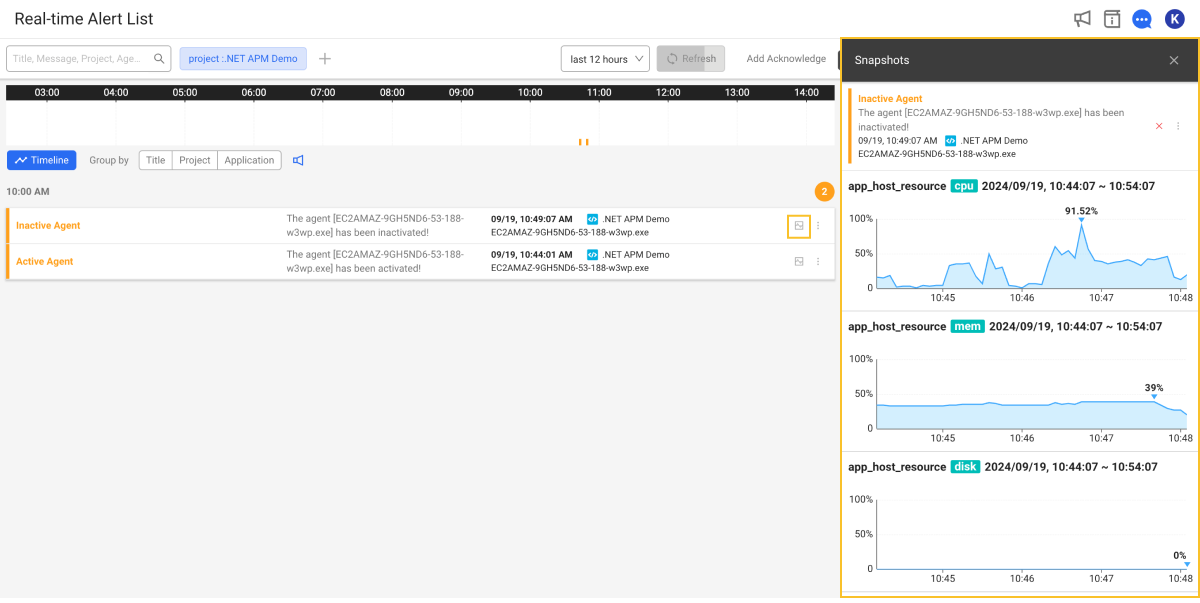 Real-time Alert List
K
Title, Message, Project, Age...
project :.NET APM Demo
last 12 hours
Refresh
Add Acknowledge
03:00 04:00 05:00 06:00 07:00 08:00 09:00 10:00 11:00 12:00 13:00 14:00
Timeline
Group by
Title Project Application
10:00 AM
2
Inactive Agent
The agent [EC2AMAZ-9GH5ND6-53-188-
w3wp.exe] has been inactivated!
09/19, 10:49:07 AM .NET APM Demo
EC2AMAZ-9GH5ND6-53-188-w3wp.exe
Active Agent
The agent [EC2AMAZ-9GH5ND6-53-188-
w3wp.exe] has been activated!
09/19, 10:44:01 AM .NET APM Demo
EC2AMAZ-9GH5ND6-53-188-w3wp.exe
Snapshots
Inactive Agent
The agent [EC2AMAZ-9GH5ND6-53-188-w3wp.exe] has been
inactivated!
09/19, 10:49:07 AM .NET APM Demo
EC2AMAZ-9GH5ND6-53-188-w3wp.exe
app_host_resource cpu 2024/09/19, 10:44:07 ~ 10:54:07
91.52%
100%
50%
0
10:45 10:46 10:47 10:48
app_host_resource mem 2024/09/19, 10:44:07 ~ 10:54:07
100%
39%
50%
0
10:45 10:46 10:47 10:48
app_host_resource disk 2024/09/19, 10:44:07 ~ 10:54:07
100%
50%
0%
0
10:45 10:46 10:47 10:48